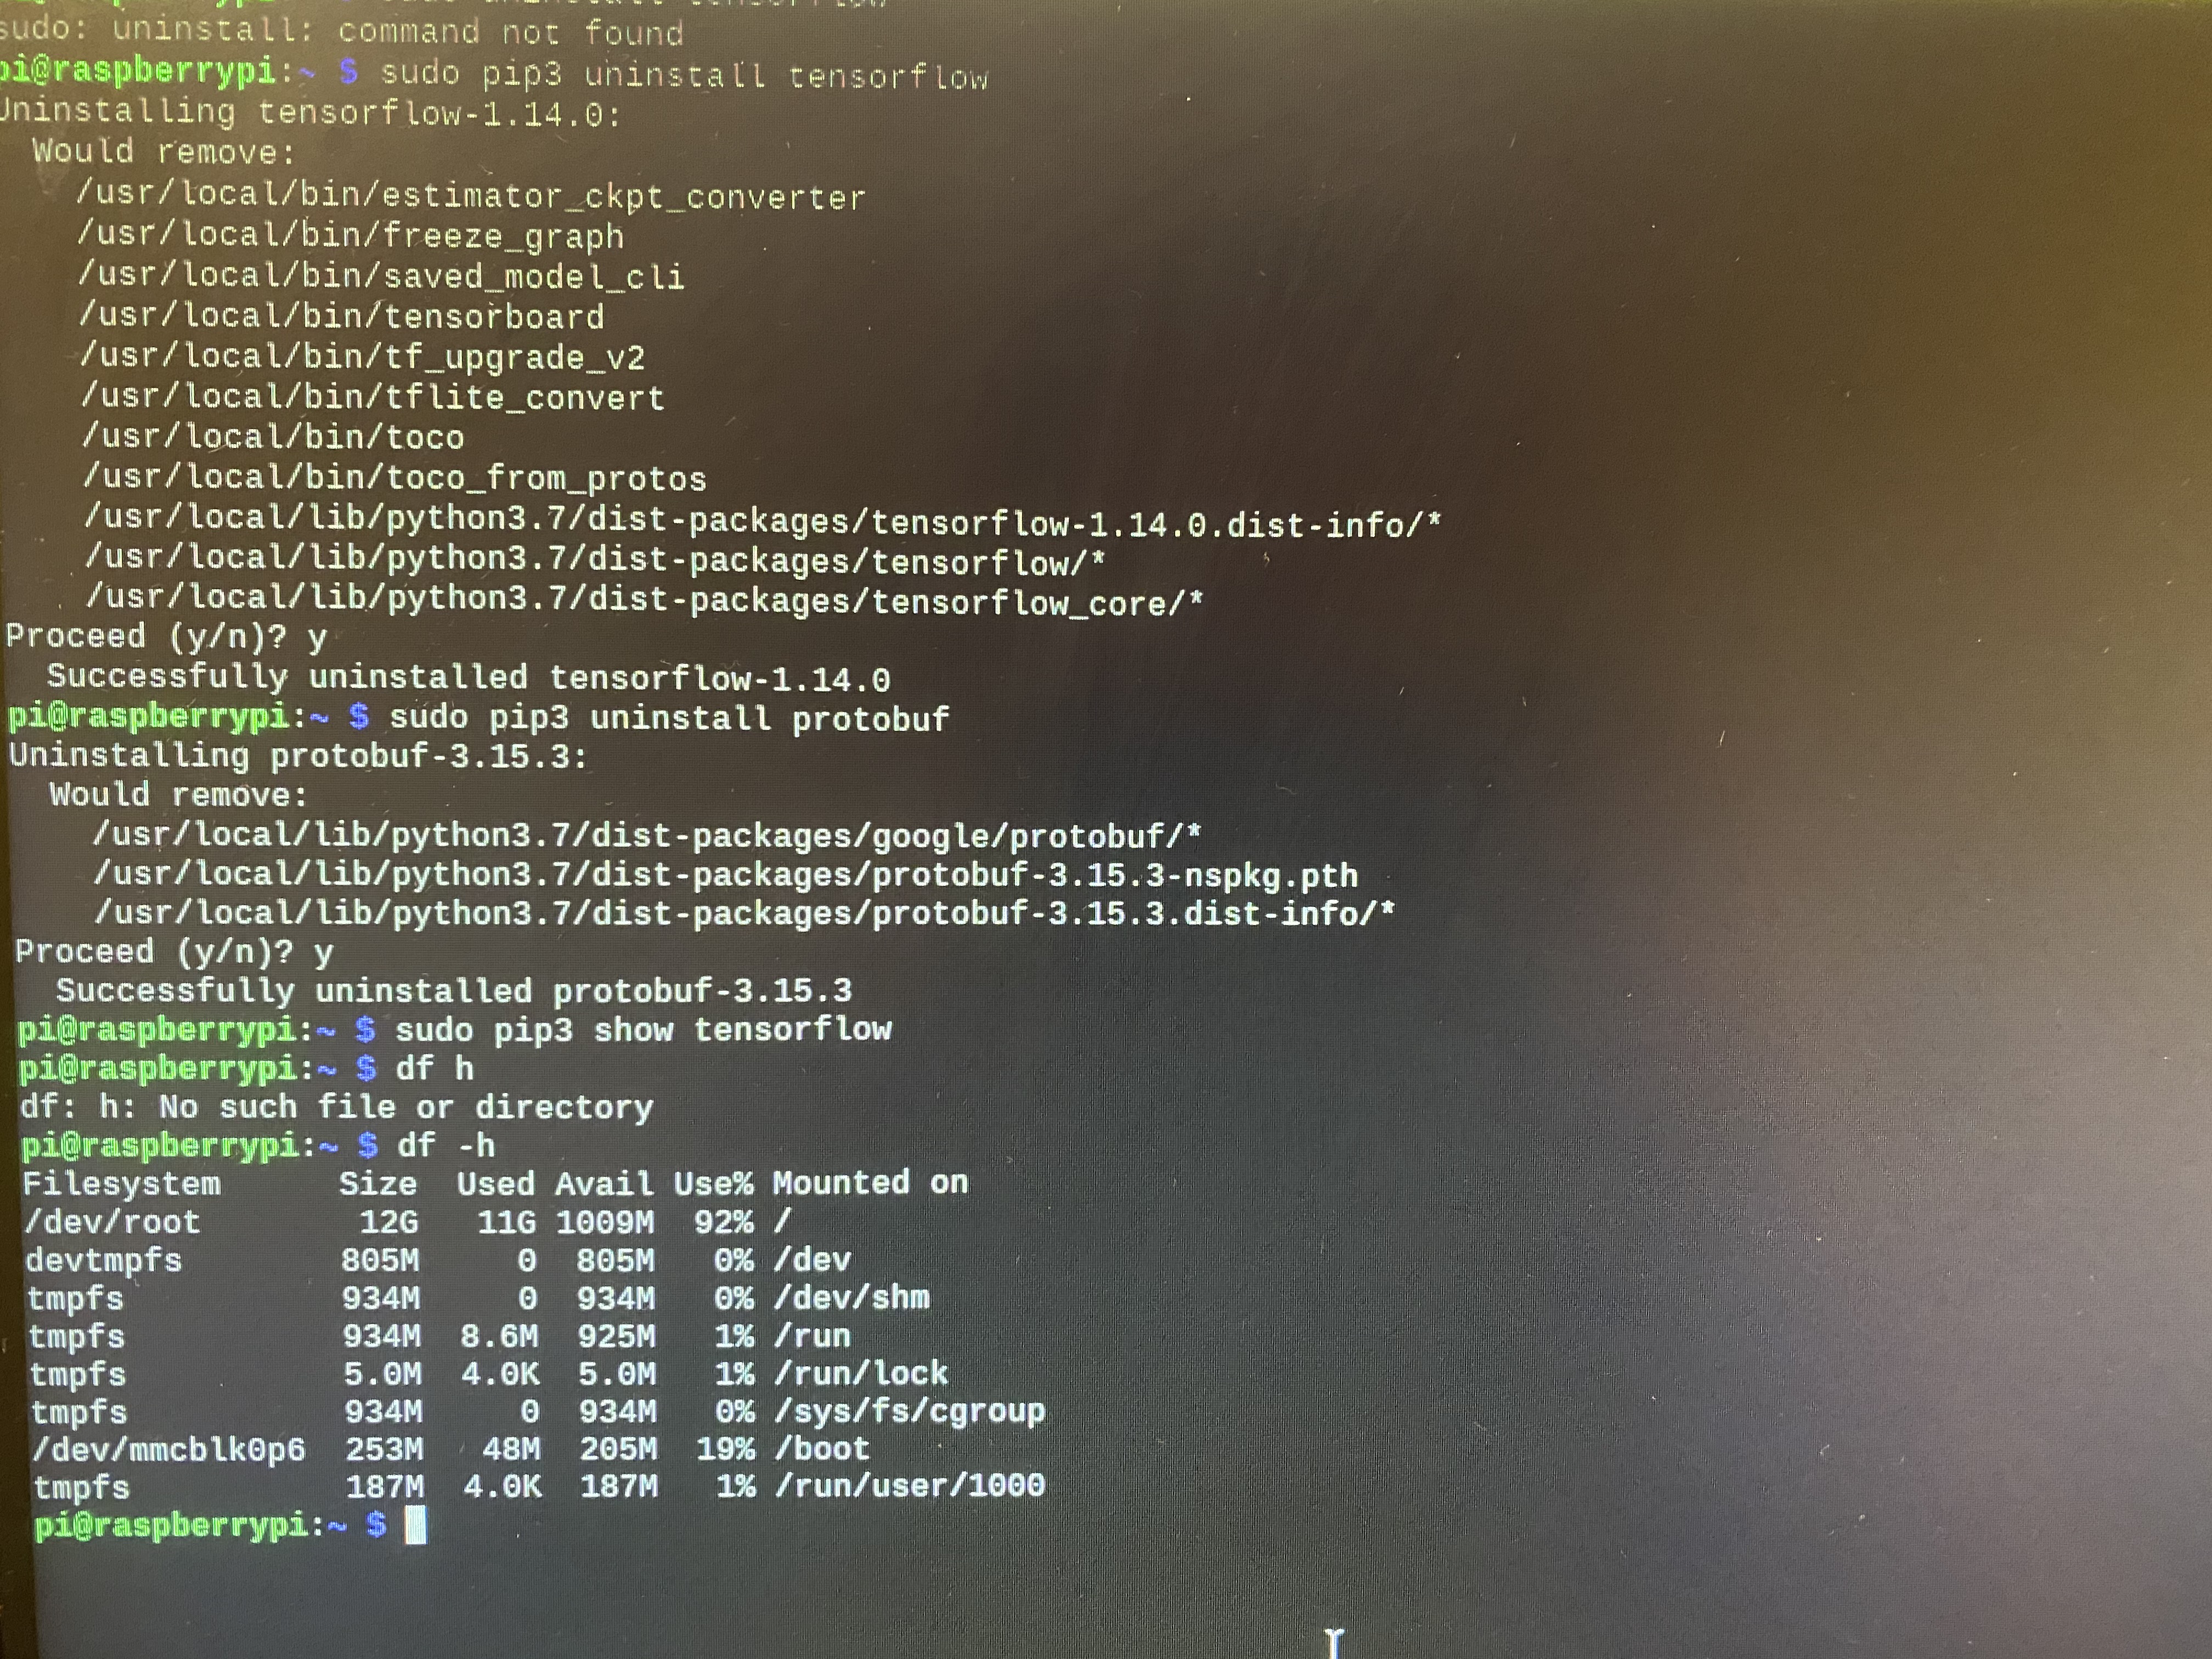 sudo: uninstall: command not found
pi@raspberrypi:~ $ sudo pip3 uninstall tensorflow
Uninstalling tensorflow-1.14.0:
  Would remove:
    /usr/local/bin/estimator_ckpt_converter
    /usr/local/bin/freeze_graph
    /usr/local/bin/saved_model_cli
    /usr/local/bin/tensorboard
    /usr/local/bin/tf_upgrade_v2
    /usr/local/bin/tflite_convert
    /usr/local/bin/toco
    /usr/local/bin/toco_from_protos
    /usr/local/lib/python3.7/dist-packages/tensorflow-1.14.0.dist-info/*
    /usr/local/lib/python3.7/dist-packages/tensorflow/*
    /usr/local/lib/python3.7/dist-packages/tensorflow_core/*
Proceed (y/n)? y
  Successfully uninstalled tensorflow-1.14.0
pi@raspberrypi:~ $ sudo pip3 uninstall protobuf
Uninstalling protobuf-3.15.3:
  Would remove:
    /usr/local/lib/python3.7/dist-packages/google/protobuf/*
    /usr/local/lib/python3.7/dist-packages/protobuf-3.15.3-nspkg.pth
    /usr/local/lib/python3.7/dist-packages/protobuf-3.15.3.dist-info/*
Proceed (y/n)? y
  Successfully uninstalled protobuf-3.15.3
pi@raspberrypi:~ $ sudo pip3 show tensorflow
pi@raspberrypi:~ $ df h
df: h: No such file or directory
pi@raspberrypi:~ $ df -h
Filesystem      Size  Used Avail Use% Mounted on
/dev/root        12G   11G 1009M  92% /
devtmpfs        805M     0  805M   0% /dev
tmpfs           934M     0  934M   0% /dev/shm
tmpfs           934M  8.6M  925M   1% /run
tmpfs           5.0M  4.0K  5.0M   1% /run/lock
tmpfs           934M     0  934M   0% /sys/fs/cgroup
/dev/mmcblk0p6  253M   48M  205M  19% /boot
tmpfs           187M  4.0K  187M   1% /run/user/1000
pi@raspberrypi:~ $